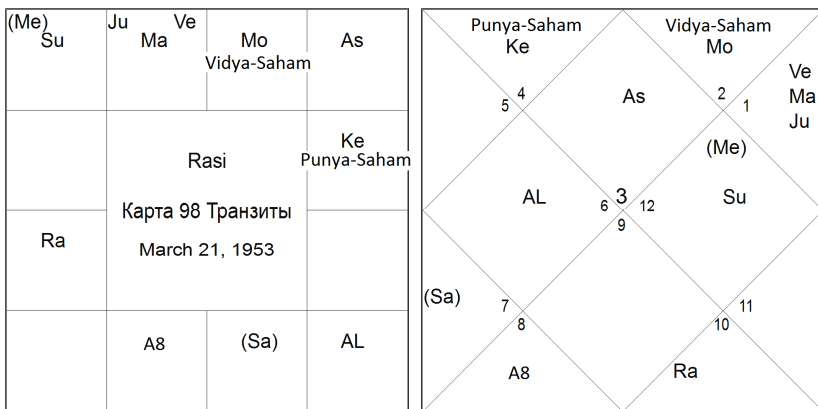 (Me)
Su
Ju Ve
Ma
Mo
Vidya-Saham
As
Ke
Punya-Saham
Rasi
Карта 98 Транзиты
March 21, 1953
Ra
A8
(Sa)
AL
Punya-Saham
Ke
Vidya-Saham
Mo
Ve
Ma
Ju
As
4
5
2
1
(Me)
AL
6
3
12
9
Su
(Sa)
7
8
11
10
A8
Ra